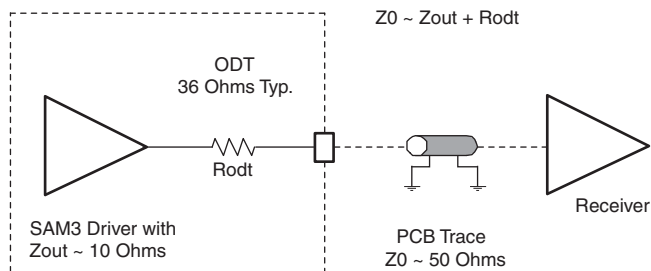 Z0 ~ Zout + Rodt
ODT
36 Ohms Typ.
Rodt
Receiver
SAM3 Driver with
Zout ~ 10 Ohms
PCB Trace
Z0 ~ 50 Ohms